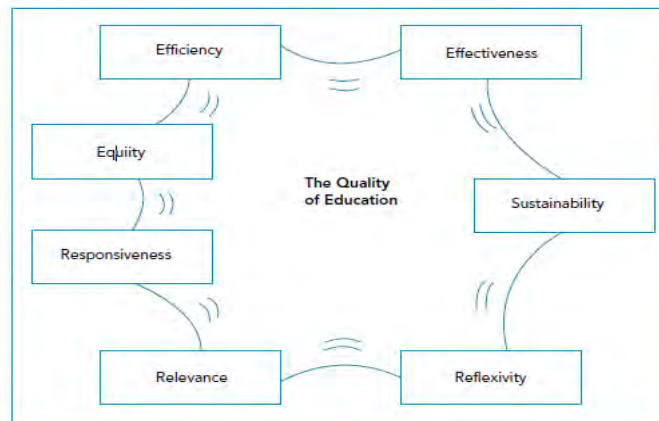 Efficiency
Effectiveness
Equiity
The Quality
of Education
Sustainability
Responsiveness
Relevance
Reflexivity